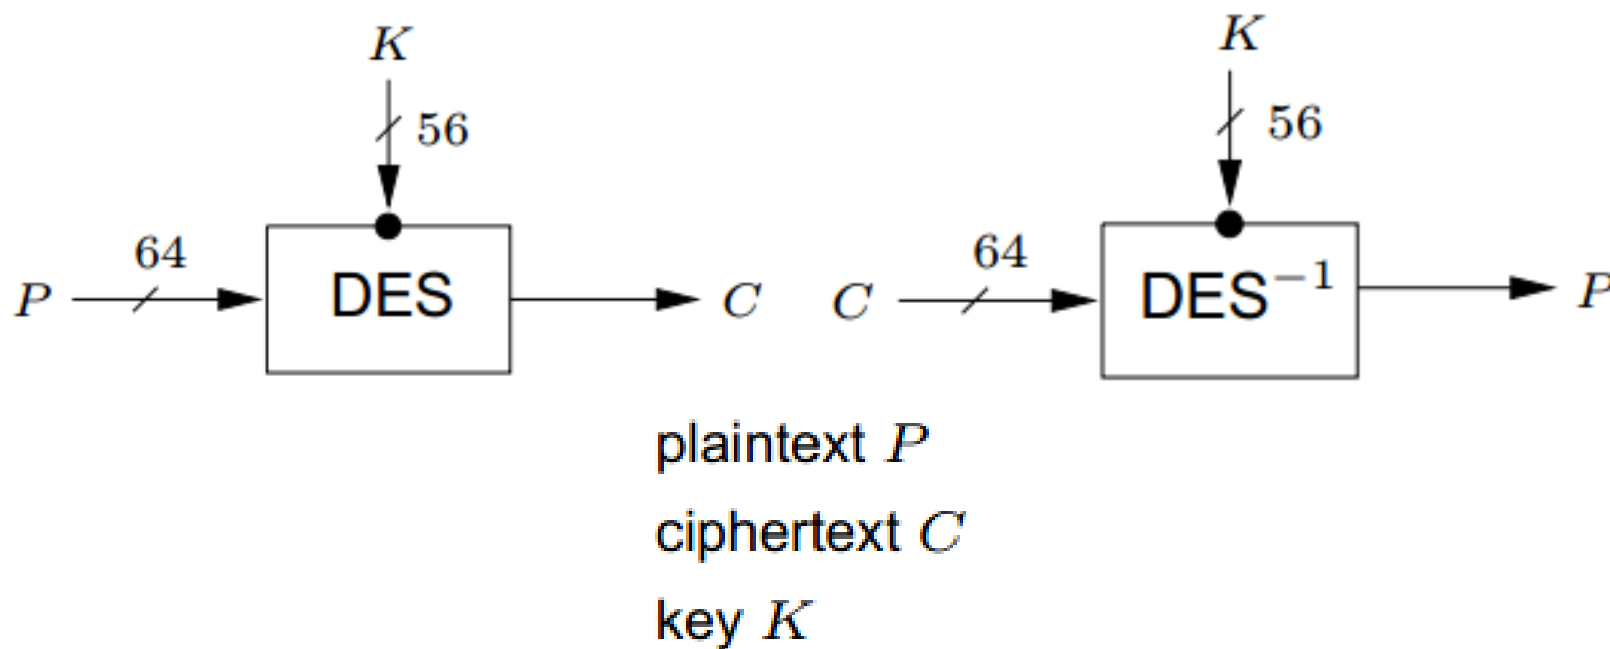 K
K
56
56
64
64
P
DES
C
C
DES⁻¹
P
plaintext P
ciphertext C
key K